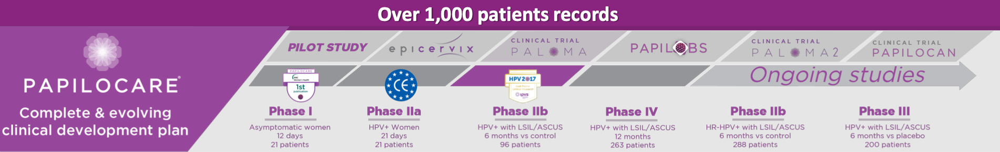 Over 1,000 patients records
PAPILOCARE®
Complete & evolving
clinical development plan
PILOT STUDY
epicervix
CLINICAL TRIAL
PALOMA
PAPILOBS
CLINICAL TRIAL
PALOMA2
CLINICAL TRIAL
PAPILOCAN
PAPILOCARE
BMC
Women's Health
1st
publication
CE
HPV 2017
ipvs
Ongoing studies
Phase I
Asymptomatic women
12 days
21 patients
Phase IIa
HPV+ Women
21 days
21 patients
Phase IIb
HPV+ with LSIL/ASCUS
6 months vs control
96 patients
Phase IV
HPV+ with LSIL/ASCUS
12 months
263 patients
Phase IIb
HR-HPV+ with LSIL/ASCUS
6 months vs control
288 patients
Phase III
HPV+ with LSIL/ASCUS
6 months vs placebo
200 patients